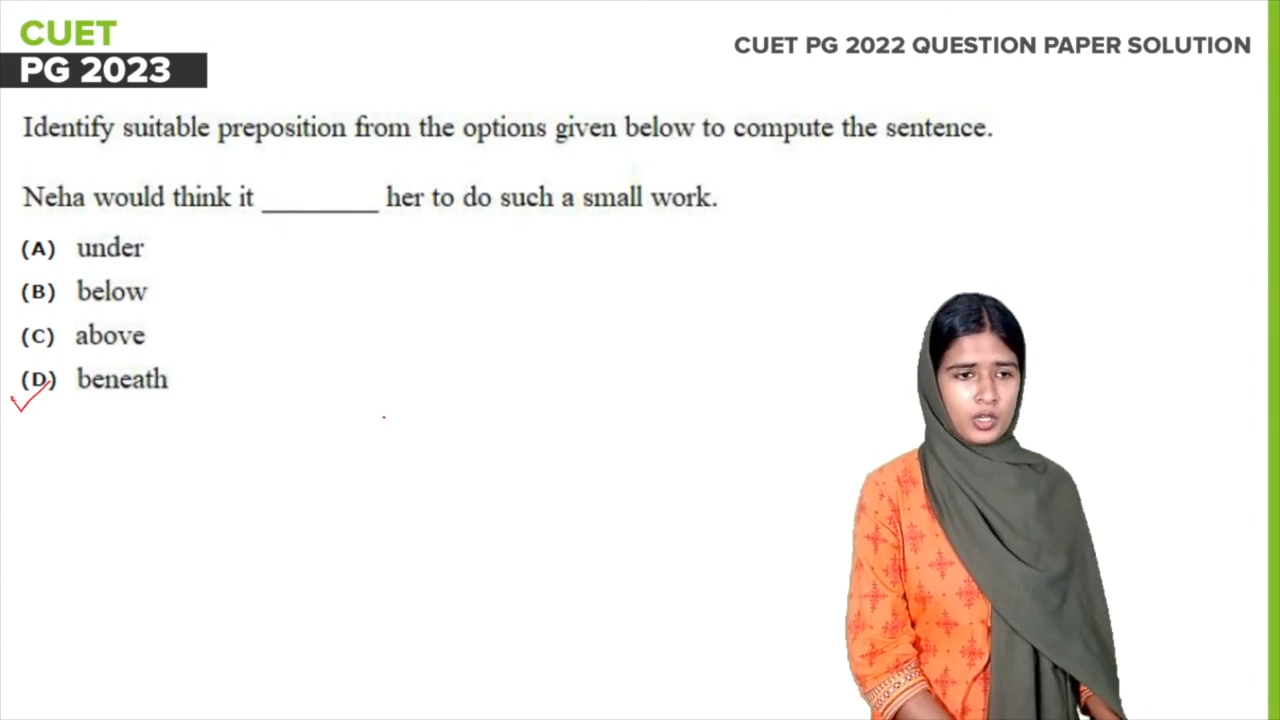 CUET
PG 2023
CUET PG 2022 QUESTION PAPER SOLUTION
Identify suitable preposition from the options given below to compute the sentence.
Neha would think it ________ her to do such a small work.
(A) under
(B) below
(C) above
(D) beneath